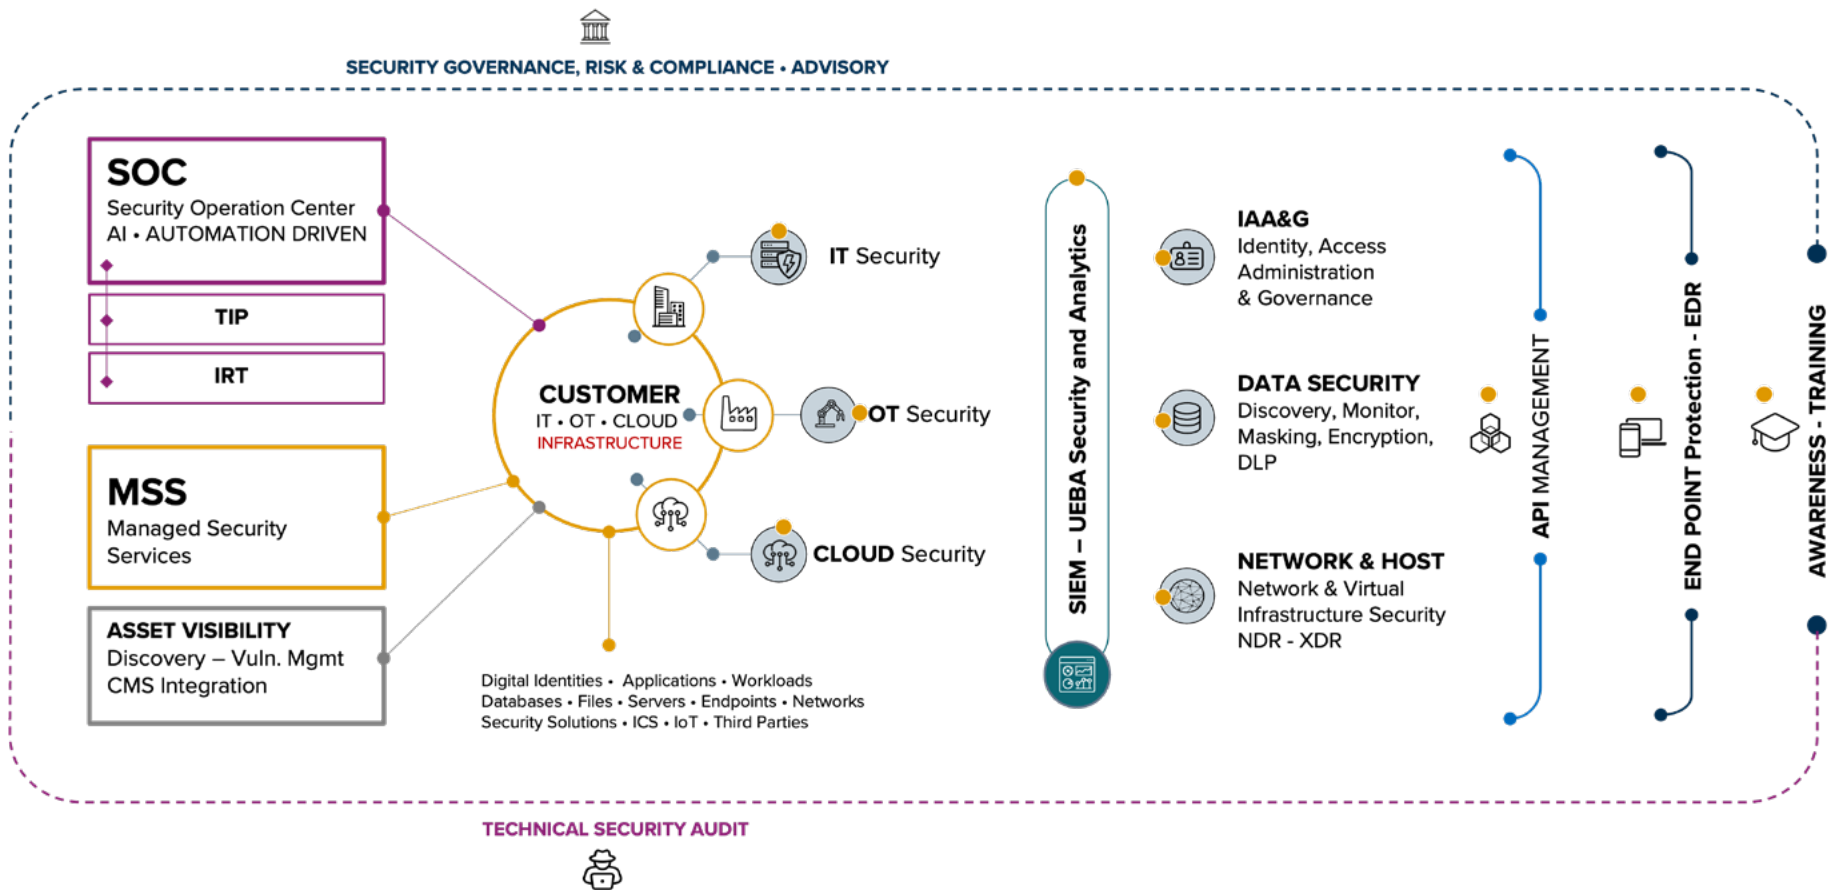 SECURITY GOVERNANCE, RISK & COMPLIANCE • ADVISORY
SOC
Security Operation Center
AI • AUTOMATION DRIVEN
TIP
IRT
MSS
Managed Security
Services
ASSET VISIBILITY
Discovery – Vuln. Mgmt
CMS Integration
CUSTOMER
IT • OT • CLOUD
INFRASTRUCTURE
IT Security
OT Security
CLOUD Security
Digital Identities • Applications • Workloads
Databases • Files • Servers • Endpoints • Networks
Security Solutions • ICS • IoT • Third Parties
SIEM – UEBA Security and Analytics
IAA&G
Identity, Access
Administration
& Governance
DATA SECURITY
Discovery, Monitor,
Masking, Encryption,
DLP
NETWORK & HOST
Network & Virtual
Infrastructure Security
NDR - XDR
API MANAGEMENT
END POINT Protection - EDR
AWARENESS - TRAINING
TECHNICAL SECURITY AUDIT